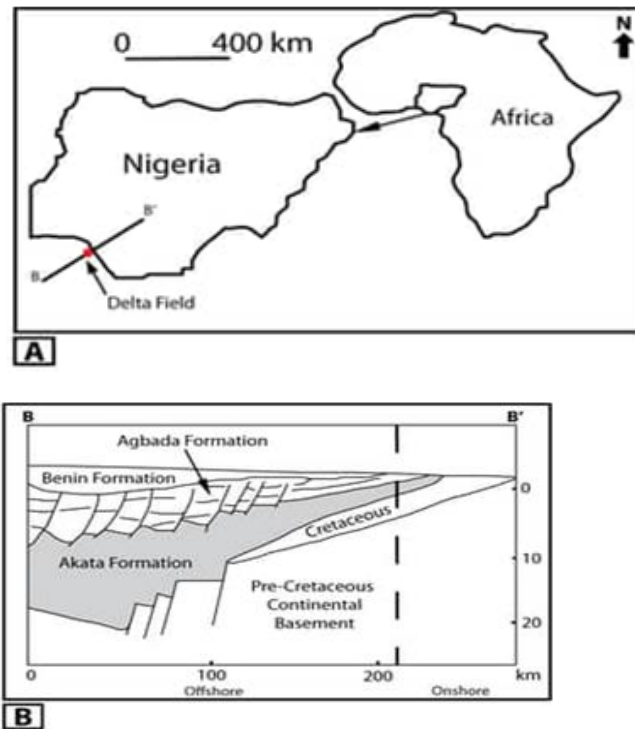 0 400 km
N
Africa
Nigeria
B'
B
Delta Field
A
B B'
Agbada Formation
Benin Formation
0
Cretaceous
Akata Formation
10
Pre-Cretaceous
Continental
Basement
20
0 100 200 km
Offshore Onshore
B